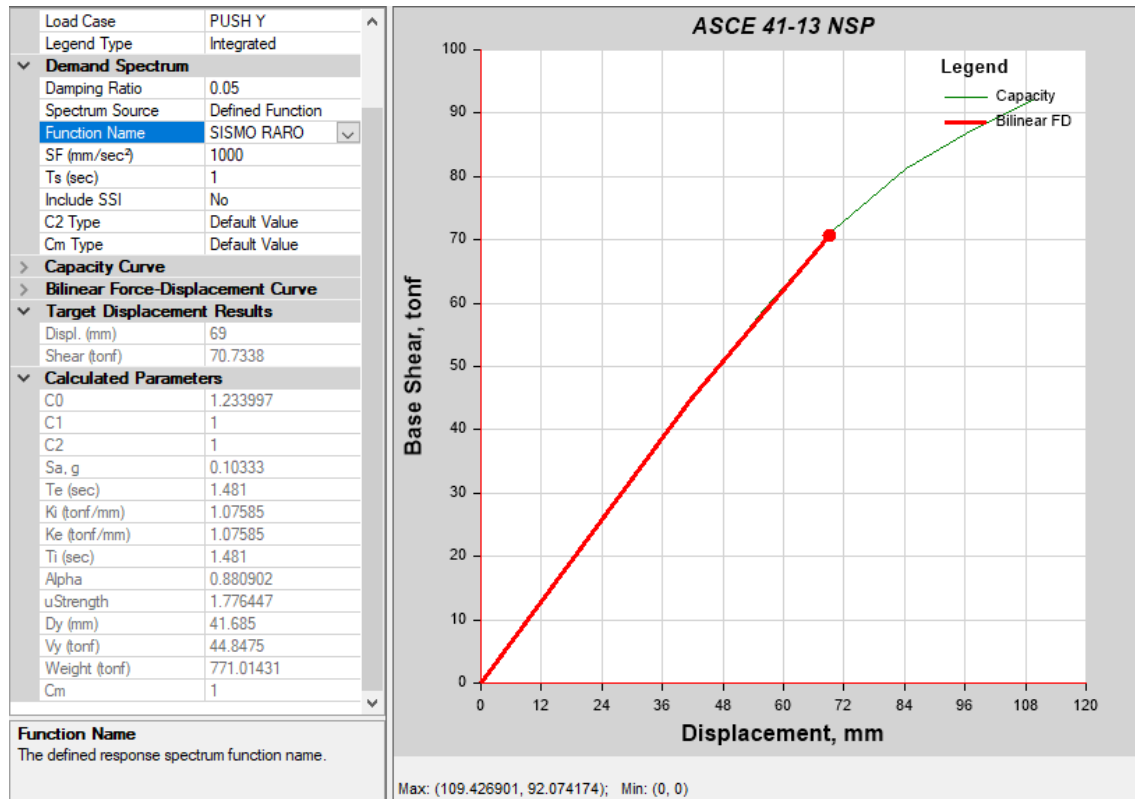 Load Case PUSH Y
Legend Type Integrated
Demand Spectrum
Damping Ratio 0.05
Spectrum Source Defined Function
Function Name SISMO RARO
SF (mm/sec²) 1000
Ts (sec) 1
Include SSI No
C2 Type Default Value
Cm Type Default Value
Capacity Curve
Bilinear Force-Displacement Curve
Target Displacement Results
Displ. (mm) 69
Shear (tonf) 70.7338
Calculated Parameters
C0 1.233997
C1 1
C2 1
Sa, g 0.10333
Te (sec) 1.481
Ki (tonf/mm) 1.07585
Ke (tonf/mm) 1.07585
Ti (sec) 1.481
Alpha 0.880902
uStrength 1.776447
Dy (mm) 41.685
Vy (tonf) 44.8475
Weight (tonf) 771.01431
Cm 1
Function Name
The defined response spectrum function name.
ASCE 41-13 NSP
Legend
Capacity
Bilinear FD
Base Shear, tonf
100
90
80
70
60
50
40
30
20
10
0
0 12 24 36 48 60 72 84 96 108 120
Displacement, mm
Max: (109.426901, 92.074174); Min: (0, 0)